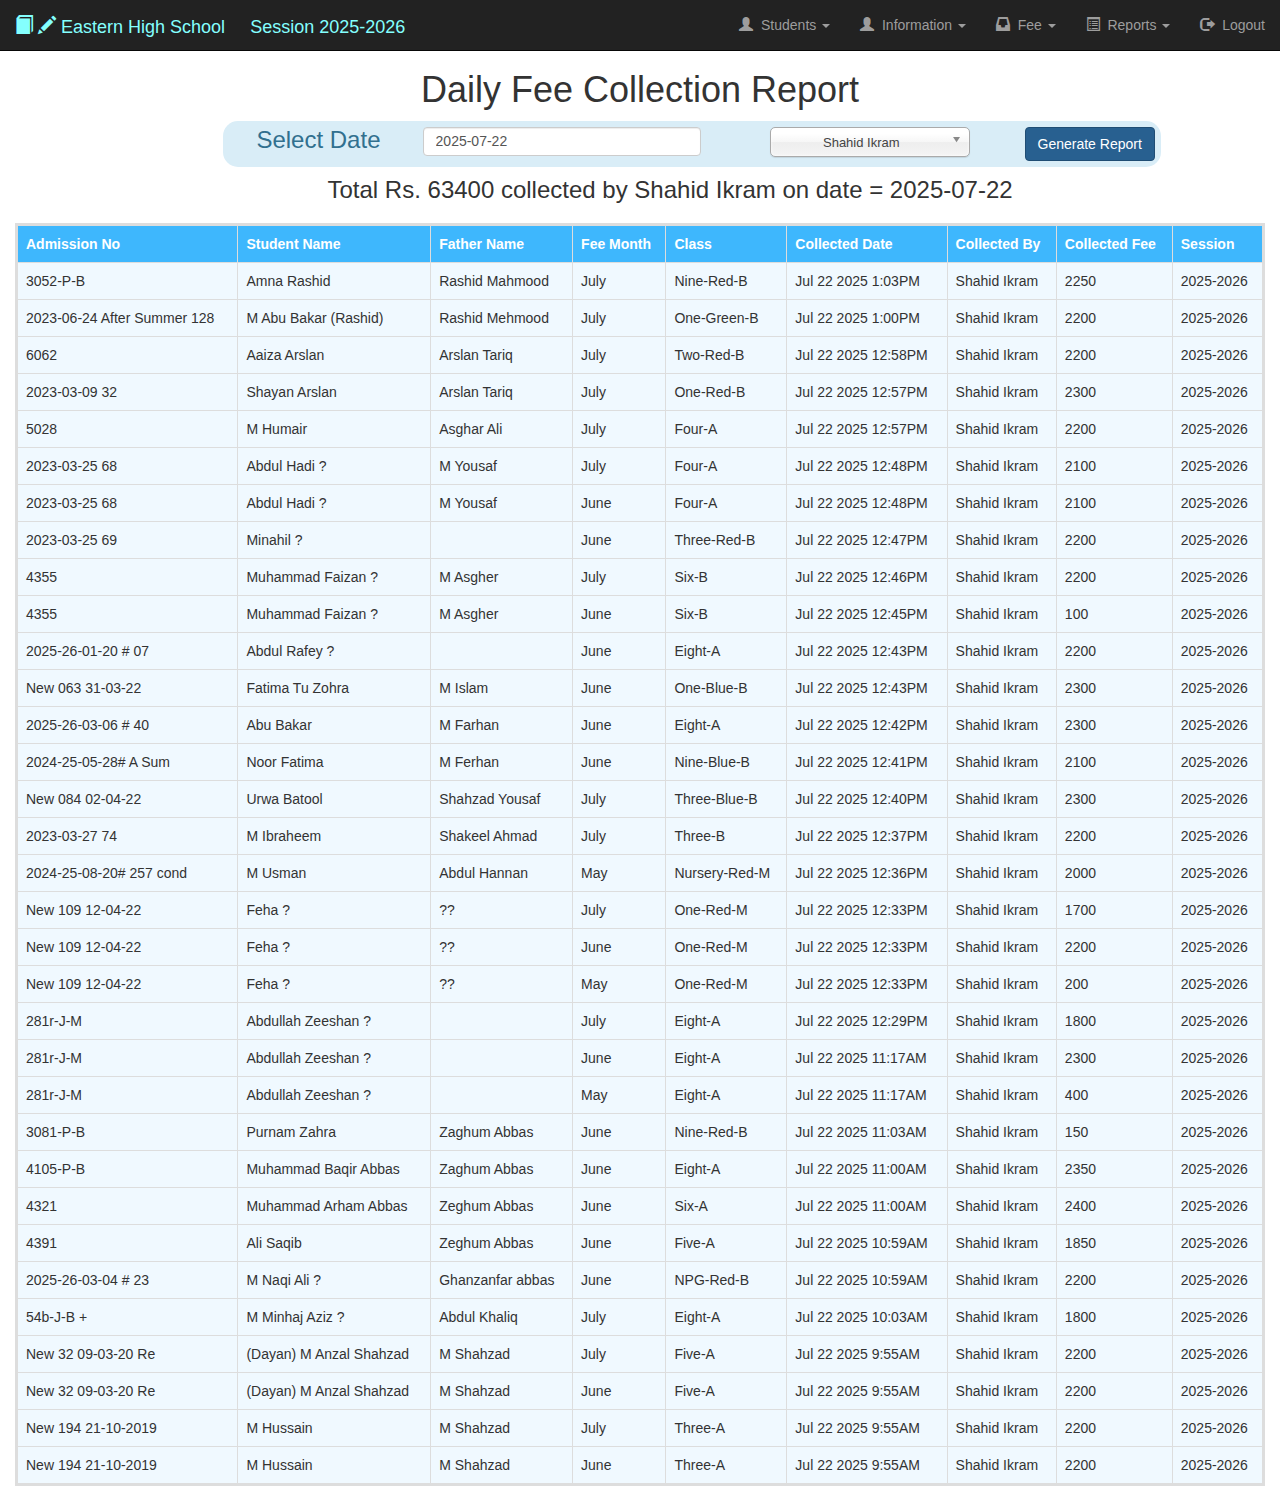 Eastern High School Session 2025-2026 Students Information Fee Reports Logout
Daily Fee Collection Report
Select Date 2025-07-22 Shahid Ikram Generate Report
Total Rs. 63400 collected by Shahid Ikram on date = 2025-07-22
Admission No Student Name Father Name Fee Month Class Collected Date Collected By Collected Fee Session
3052-P-B Amna Rashid Rashid Mahmood July Nine-Red-B Jul 22 2025 1:03PM Shahid Ikram 2250 2025-2026
2023-06-24 After Summer 128 M Abu Bakar (Rashid) Rashid Mehmood July One-Green-B Jul 22 2025 1:00PM Shahid Ikram 2200 2025-2026
6062 Aaiza Arslan Arslan Tariq July Two-Red-B Jul 22 2025 12:58PM Shahid Ikram 2200 2025-2026
2023-03-09 32 Shayan Arslan Arslan Tariq July One-Red-B Jul 22 2025 12:57PM Shahid Ikram 2300 2025-2026
5028 M Humair Asghar Ali July Four-A Jul 22 2025 12:57PM Shahid Ikram 2200 2025-2026
2023-03-25 68 Abdul Hadi ? M Yousaf July Four-A Jul 22 2025 12:48PM Shahid Ikram 2100 2025-2026
2023-03-25 68 Abdul Hadi ? M Yousaf June Four-A Jul 22 2025 12:48PM Shahid Ikram 2100 2025-2026
2023-03-25 69 Minahil ? June Three-Red-B Jul 22 2025 12:47PM Shahid Ikram 2200 2025-2026
4355 Muhammad Faizan ? M Asgher July Six-B Jul 22 2025 12:46PM Shahid Ikram 2200 2025-2026
4355 Muhammad Faizan ? M Asgher June Six-B Jul 22 2025 12:45PM Shahid Ikram 100 2025-2026
2025-26-01-20 # 07 Abdul Rafey ? June Eight-A Jul 22 2025 12:43PM Shahid Ikram 2200 2025-2026
New 063 31-03-22 Fatima Tu Zohra M Islam June One-Blue-B Jul 22 2025 12:43PM Shahid Ikram 2300 2025-2026
2025-26-03-06 # 40 Abu Bakar M Farhan June Eight-A Jul 22 2025 12:42PM Shahid Ikram 2300 2025-2026
2024-25-05-28# A Sum Noor Fatima M Ferhan June Nine-Blue-B Jul 22 2025 12:41PM Shahid Ikram 2100 2025-2026
New 084 02-04-22 Urwa Batool Shahzad Yousaf July Three-Blue-B Jul 22 2025 12:40PM Shahid Ikram 2300 2025-2026
2023-03-27 74 M Ibraheem Shakeel Ahmad July Three-B Jul 22 2025 12:37PM Shahid Ikram 2200 2025-2026
2024-25-08-20# 257 cond M Usman Abdul Hannan May Nursery-Red-M Jul 22 2025 12:36PM Shahid Ikram 2000 2025-2026
New 109 12-04-22 Feha ? ?? July One-Red-M Jul 22 2025 12:33PM Shahid Ikram 1700 2025-2026
New 109 12-04-22 Feha ? ?? June One-Red-M Jul 22 2025 12:33PM Shahid Ikram 2200 2025-2026
New 109 12-04-22 Feha ? ?? May One-Red-M Jul 22 2025 12:33PM Shahid Ikram 200 2025-2026
281r-J-M Abdullah Zeeshan ? July Eight-A Jul 22 2025 12:29PM Shahid Ikram 1800 2025-2026
281r-J-M Abdullah Zeeshan ? June Eight-A Jul 22 2025 11:17AM Shahid Ikram 2300 2025-2026
281r-J-M Abdullah Zeeshan ? May Eight-A Jul 22 2025 11:17AM Shahid Ikram 400 2025-2026
3081-P-B Purnam Zahra Zaghum Abbas June Nine-Red-B Jul 22 2025 11:03AM Shahid Ikram 150 2025-2026
4105-P-B Muhammad Baqir Abbas Zaghum Abbas June Eight-A Jul 22 2025 11:00AM Shahid Ikram 2350 2025-2026
4321 Muhammad Arham Abbas Zeghum Abbas June Six-A Jul 22 2025 11:00AM Shahid Ikram 2400 2025-2026
4391 Ali Saqib Zeghum Abbas June Five-A Jul 22 2025 10:59AM Shahid Ikram 1850 2025-2026
2025-26-03-04 # 23 M Naqi Ali ? Ghanzanfar abbas June NPG-Red-B Jul 22 2025 10:59AM Shahid Ikram 2200 2025-2026
54b-J-B + M Minhaj Aziz ? Abdul Khaliq July Eight-A Jul 22 2025 10:03AM Shahid Ikram 1800 2025-2026
New 32 09-03-20 Re (Dayan) M Anzal Shahzad M Shahzad July Five-A Jul 22 2025 9:55AM Shahid Ikram 2200 2025-2026
New 32 09-03-20 Re (Dayan) M Anzal Shahzad M Shahzad June Five-A Jul 22 2025 9:55AM Shahid Ikram 2200 2025-2026
New 194 21-10-2019 M Hussain M Shahzad July Three-A Jul 22 2025 9:55AM Shahid Ikram 2200 2025-2026
New 194 21-10-2019 M Hussain M Shahzad June Three-A Jul 22 2025 9:55AM Shahid Ikram 2200 2025-2026